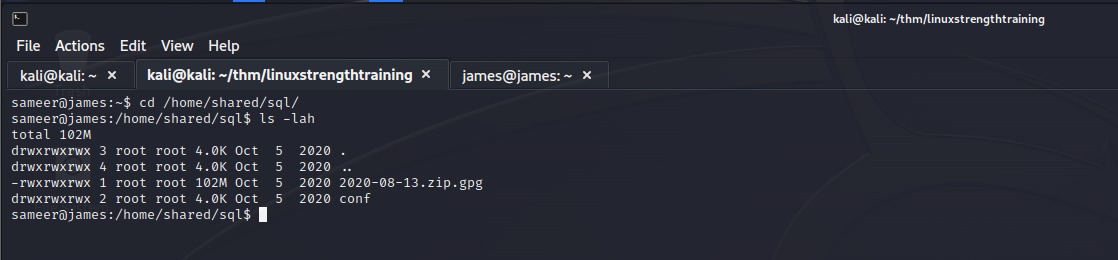 kali@kali: ~/thm/linuxstrengthtraining
File Actions Edit View Help
kali@kali: ~ × kali@kali: ~/thm/linuxstrengthtraining × james@james: ~ ×
sameer@james:~$ cd /home/shared/sql/
sameer@james:/home/shared/sql$ ls -lah
total 102M
drwxrwxrwx 3 root root 4.0K Oct  5  2020 .
drwxrwxrwx 4 root root 4.0K Oct  5  2020 ..
-rwxrwxrwx 1 root root 102M Oct  5  2020 2020-08-13.zip.gpg
drwxrwxrwx 2 root root 4.0K Oct  5  2020 conf
sameer@james:/home/shared/sql$